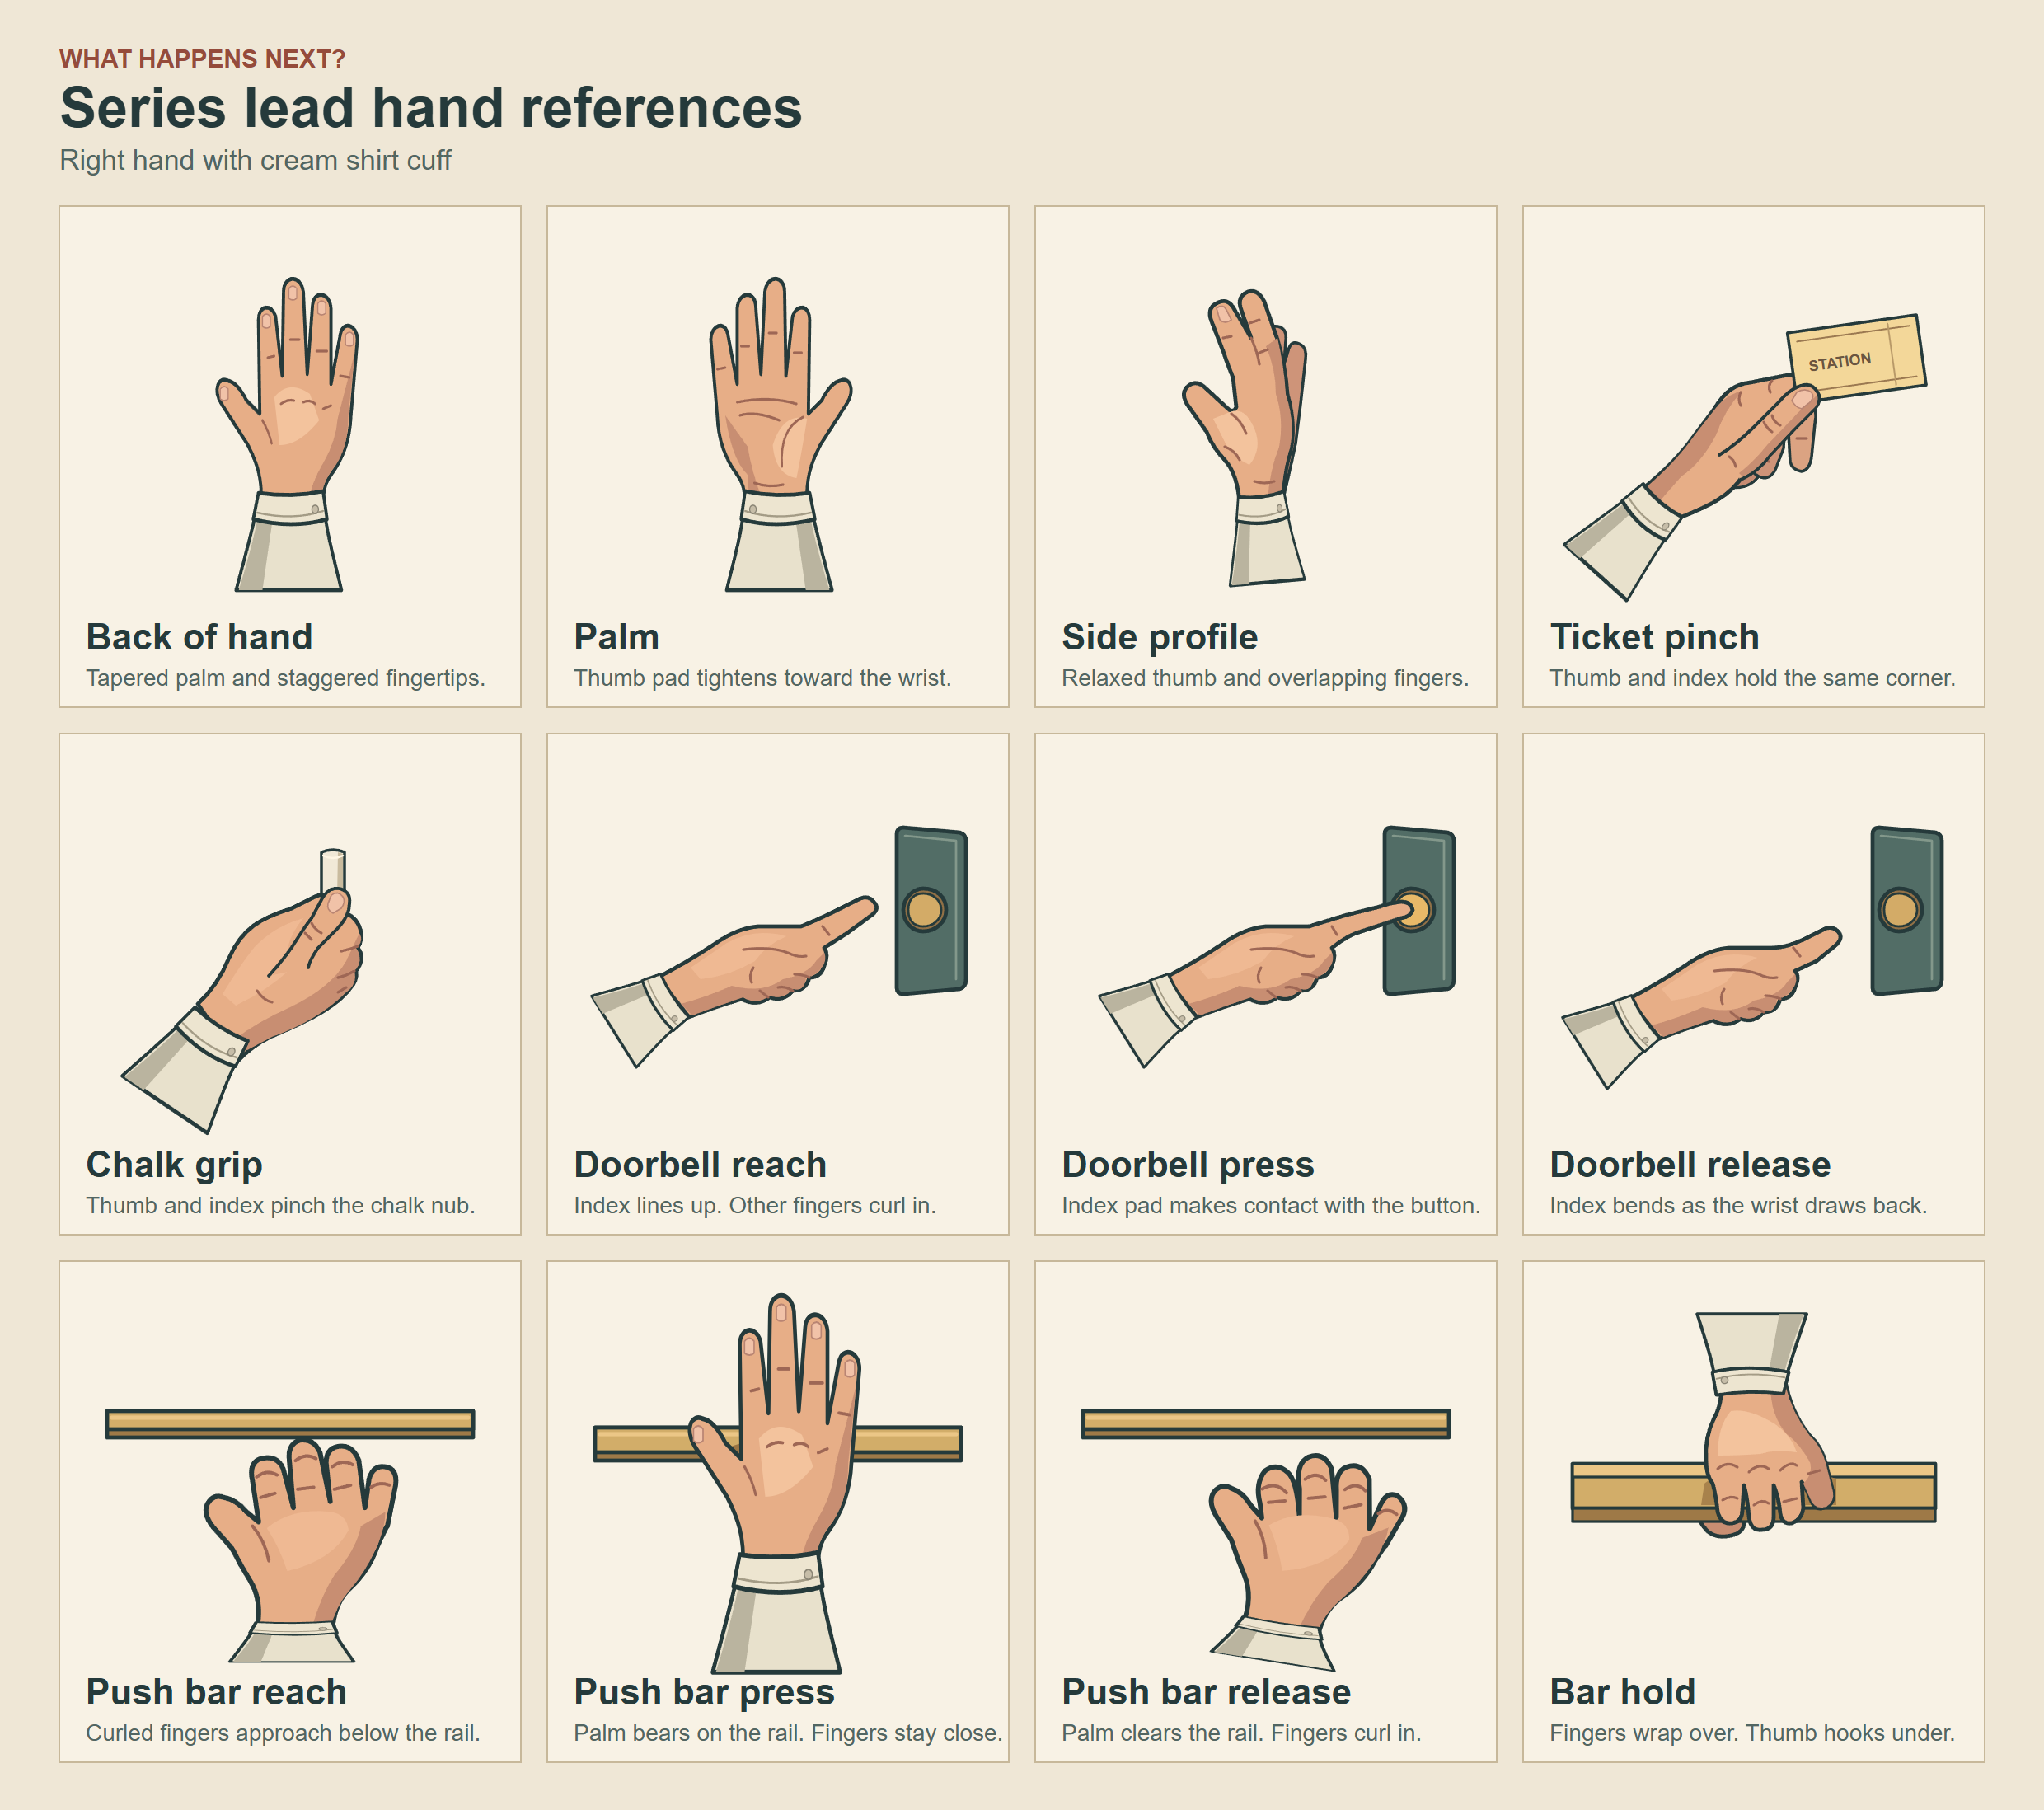 WHAT HAPPENS NEXT?
Series lead hand references
Right hand with cream shirt cuff
Back of hand
Tapered palm and staggered fingertips.
Palm
Thumb pad tightens toward the wrist.
Side profile
Relaxed thumb and overlapping fingers.
STATION
Ticket pinch
Thumb and index hold the same corner.
Chalk grip
Thumb and index pinch the chalk nub.
Doorbell reach
Index lines up. Other fingers curl in.
Doorbell press
Index pad makes contact with the button.
Doorbell release
Index bends as the wrist draws back.
Push bar reach
Curled fingers approach below the rail.
Push bar press
Palm bears on the rail. Fingers stay close.
Push bar release
Palm clears the rail. Fingers curl in.
Bar hold
Fingers wrap over. Thumb hooks under.